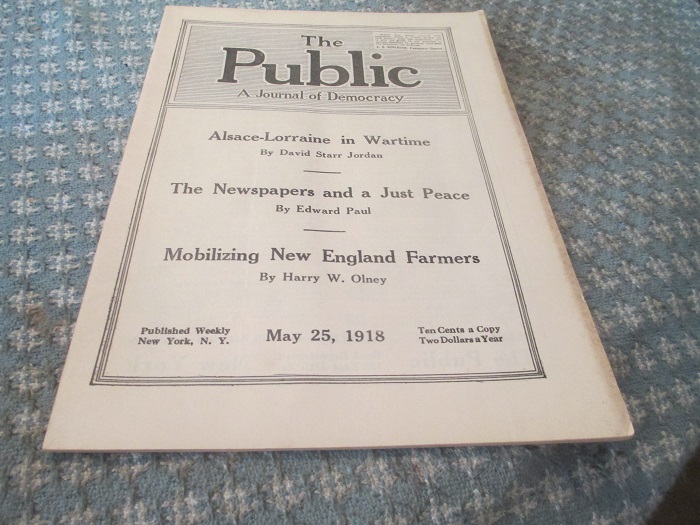 The
Public
A Journal of Democracy
Alsace-Lorraine in Wartime
By David Starr Jordan
The Newspapers and a Just Peace
By Edward Paul
Mobilizing New England Farmers
By Harry W. Olney
Published Weekly
New York, N. Y.
May 25, 1918
Ten Cents a Copy
Two Dollars a Year